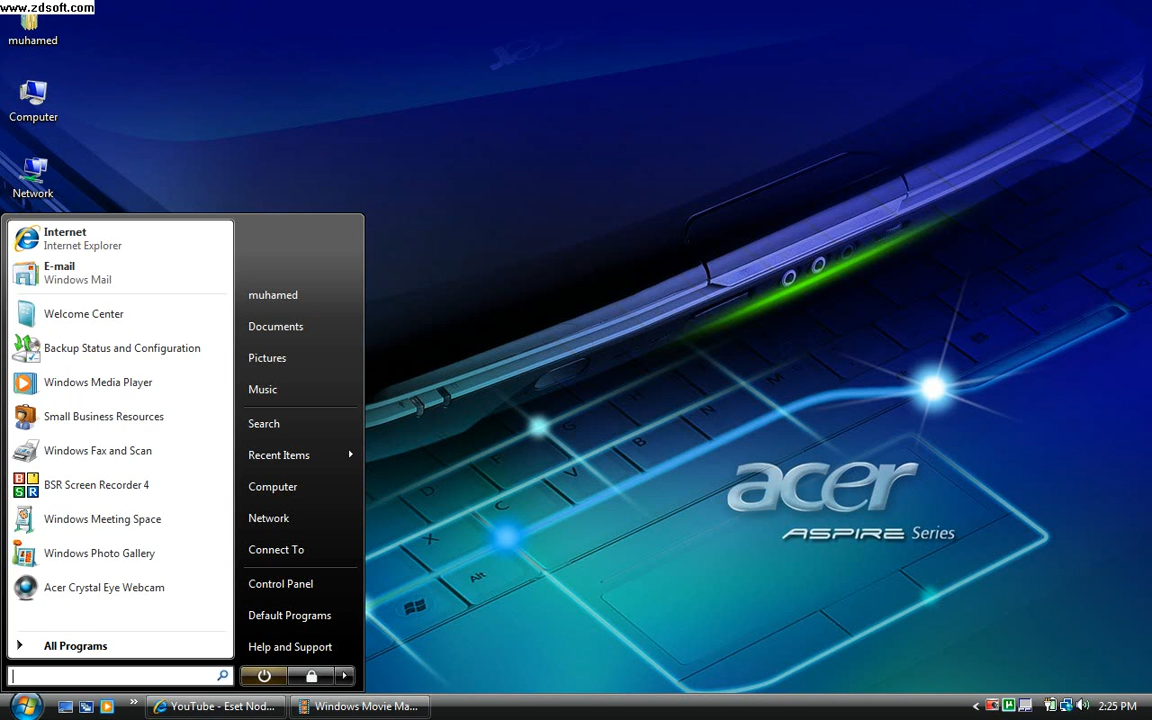 www.zdsoft.com
muhamed
Computer
Network
Internet
Internet Explorer
E-mail
Windows Mail
Welcome Center
Backup Status and Configuration
Windows Media Player
Small Business Resources
Windows Fax and Scan
BSR Screen Recorder 4
Windows Meeting Space
Windows Photo Gallery
Acer Crystal Eye Webcam
All Programs
muhamed
Documents
Pictures
Music
Search
Recent Items
Computer
Network
Connect To
Control Panel
Default Programs
Help and Support
acer
ASPIRE Series
YouTube - Eset Nod...
Windows Movie Ma...
2:25 PM